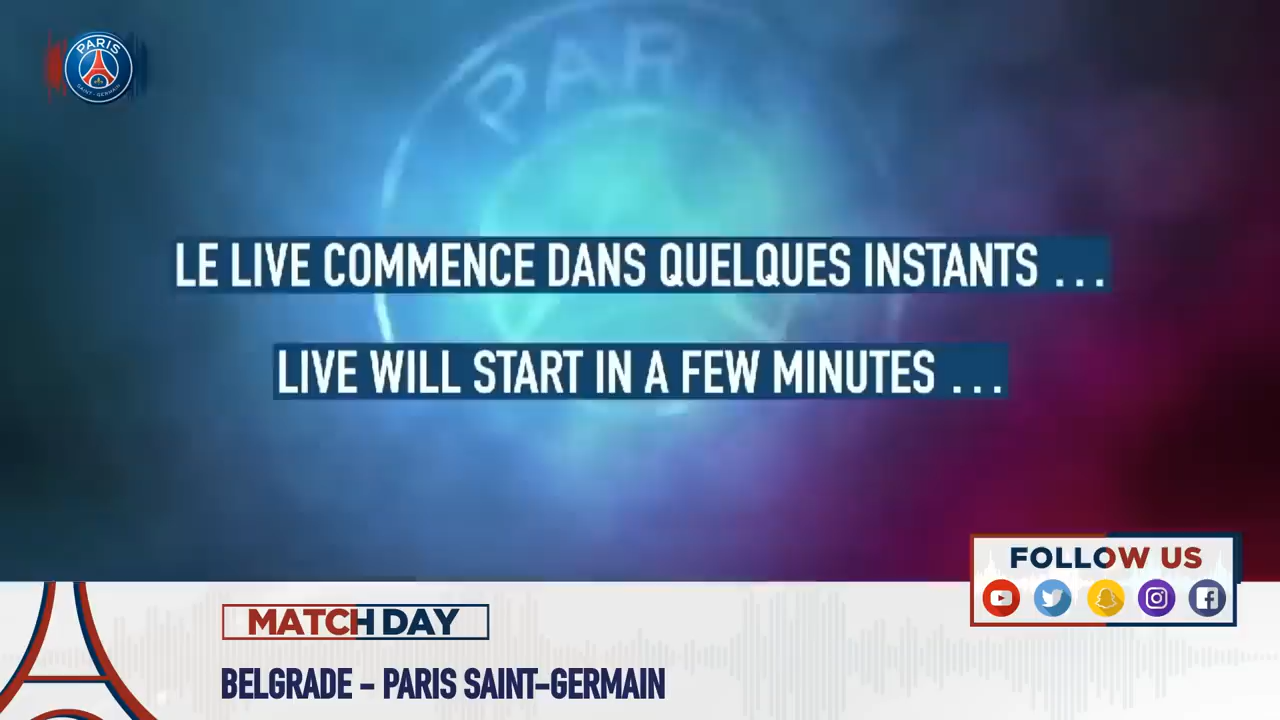 PARIS
SAINT-GERMAIN
PAR
LE LIVE COMMENCE DANS QUELQUES INSTANTS ...
LIVE WILL START IN A FEW MINUTES ...
FOLLOW US
MATCH DAY
BELGRADE - PARIS SAINT-GERMAIN